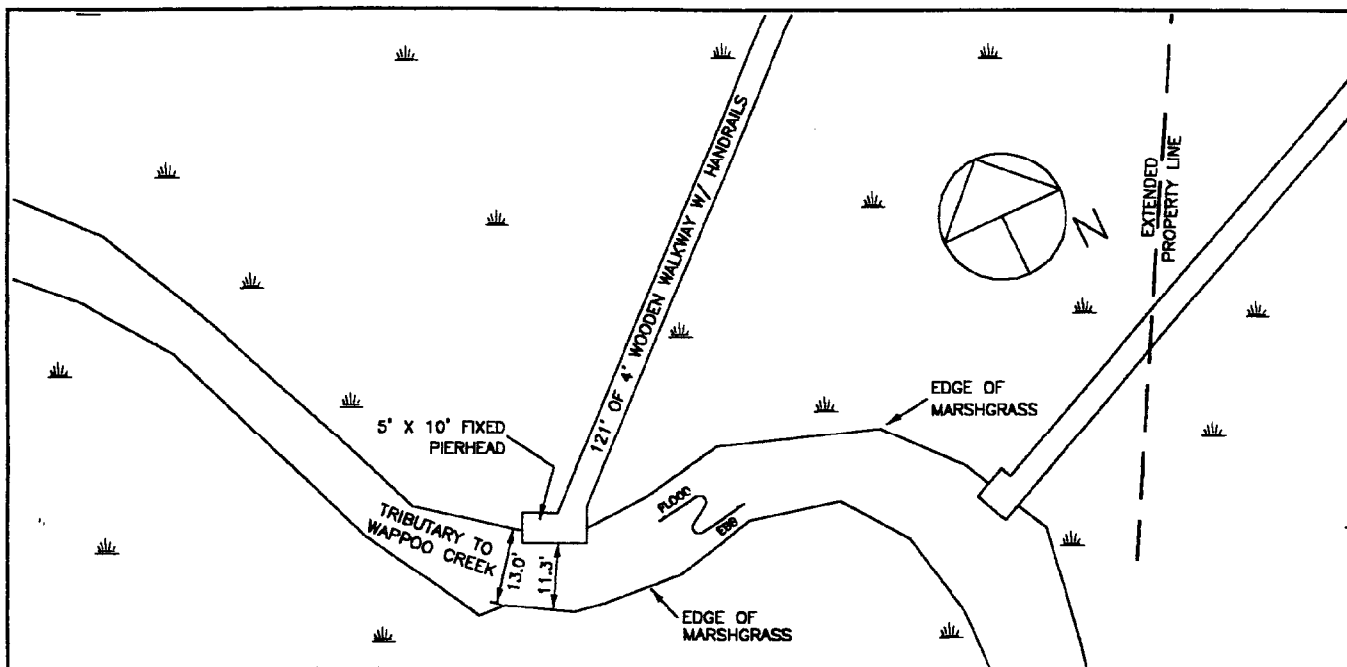 121' OF 4' WOODEN WALKWAY W/ HANDRAILS
EXTENDED
PROPERTY LINE
N
5' X 10' FIXED
PIERHEAD
EDGE OF
MARSHGRASS
FLOOD
EBB
TRIBUTARY TO
WAPPOO CREEK
13.0'
11.3'
EDGE OF
MARSHGRASS